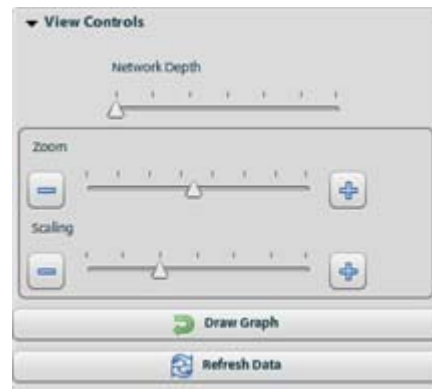 View Controls
Network Depth
Zoom
Scaling
Draw Graph
Refresh Data